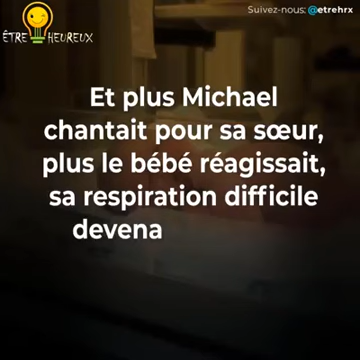 Suivez-nous: @etrehrx
ÊTRE HEUREUX
Et plus Michael
chantait pour sa sœur,
plus le bébé réagissait,
sa respiration difficile
devena